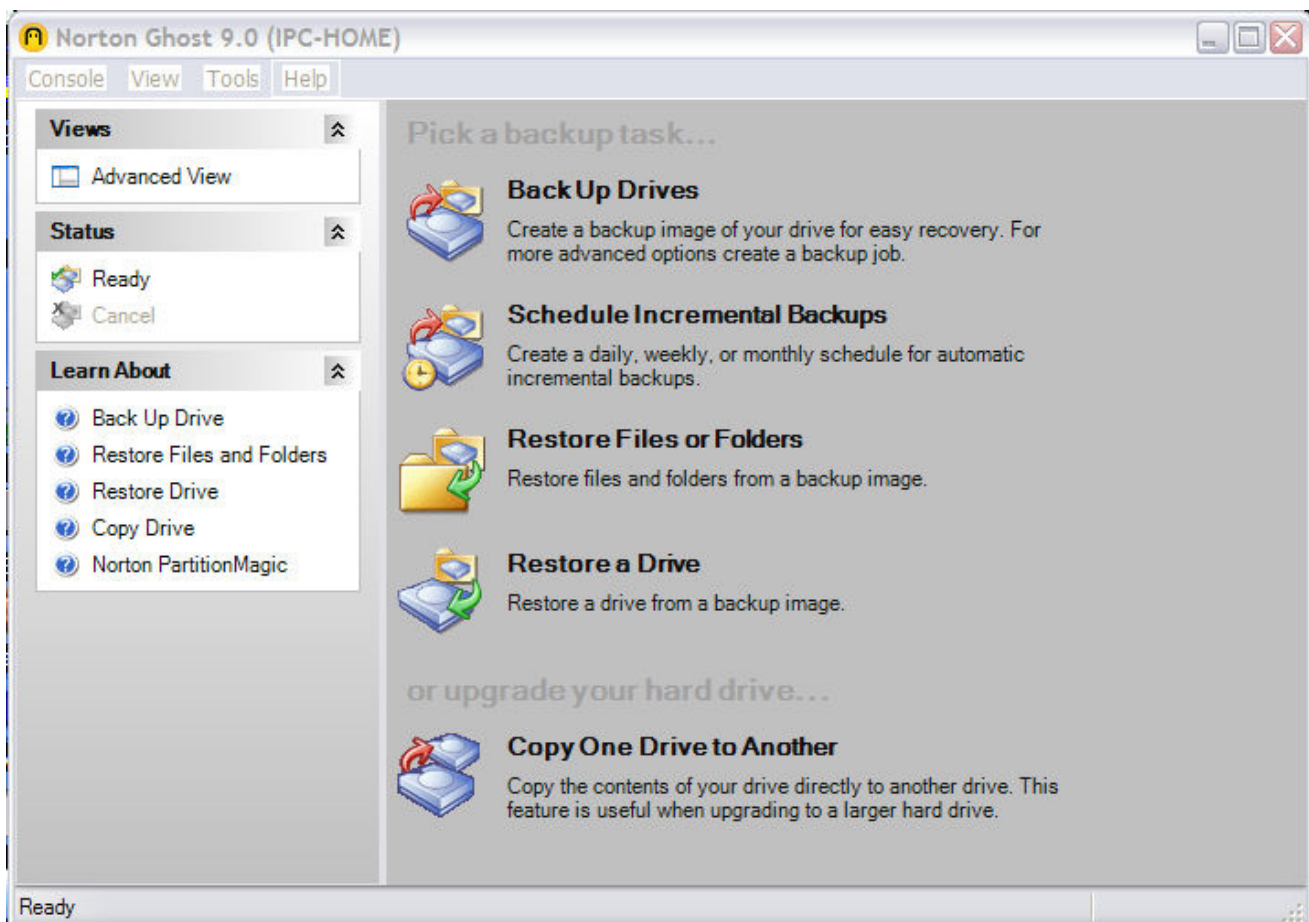 Norton Ghost 9.0 (IPC-HOME)
Console View Tools Help
Views
Advanced View
Status
Ready
Cancel
Learn About
Back Up Drive
Restore Files and Folders
Restore Drive
Copy Drive
Norton PartitionMagic
Pick a backup task...
Back Up Drives
Create a backup image of your drive for easy recovery. For
more advanced options create a backup job.
Schedule Incremental Backups
Create a daily, weekly, or monthly schedule for automatic
incremental backups.
Restore Files or Folders
Restore files and folders from a backup image.
Restore a Drive
Restore a drive from a backup image.
or upgrade your hard drive...
Copy One Drive to Another
Copy the contents of your drive directly to another drive. This
feature is useful when upgrading to a larger hard drive.
Ready